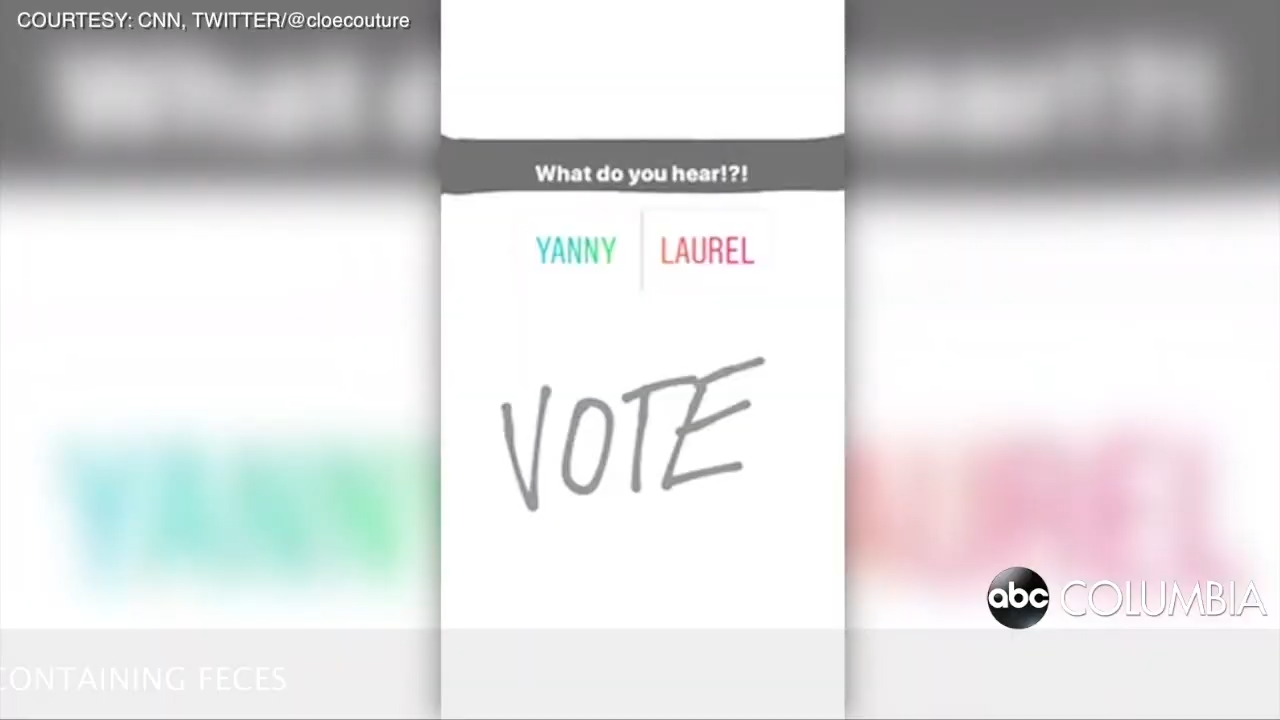 COURTESY: CNN, TWITTER/@cloecouture
What do you hear!?!
YANNY
LAUREL
VOTE
abc COLUMBIA
CONTAINING FECES